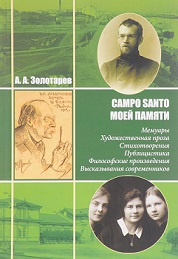 А. А. Золотарев
CAMPO SANTO
МОЕЙ ПАМЯТИ
Мемуары
Художественная проза
Стихотворения
Публицистика
Философские произведения
Высказывания современников